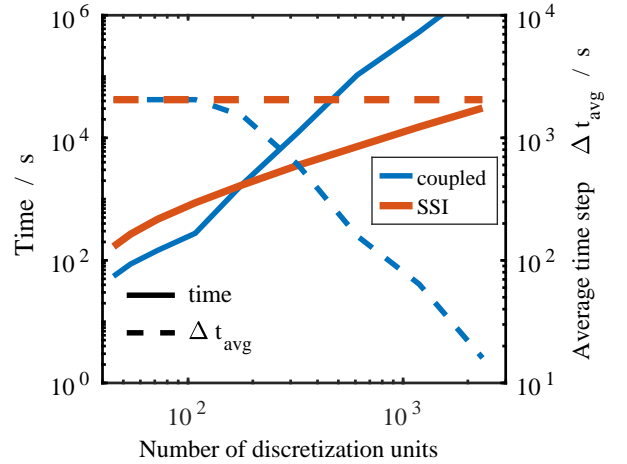 10^6
10^4
10^2
10^0
Time / s
10^4
10^3
10^2
10^1
Average time step Δ t_avg / s
coupled
SSI
time
Δ t_avg
10^2
10^3
Number of discretization units